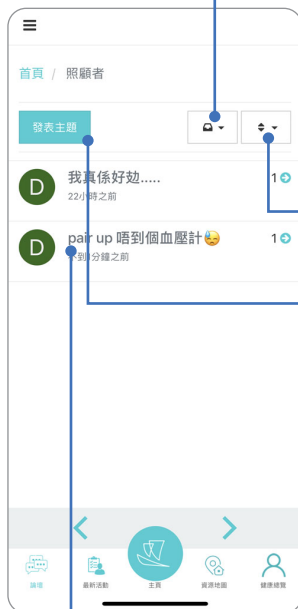 首頁 / 照顧者
發表主題
D
我真係好攰.....
1
22小時之前
D
pair up 唔到個血壓計😓
1
不到1分鐘之前
論壇
最新活動
主頁
資源地圖
健康總覽